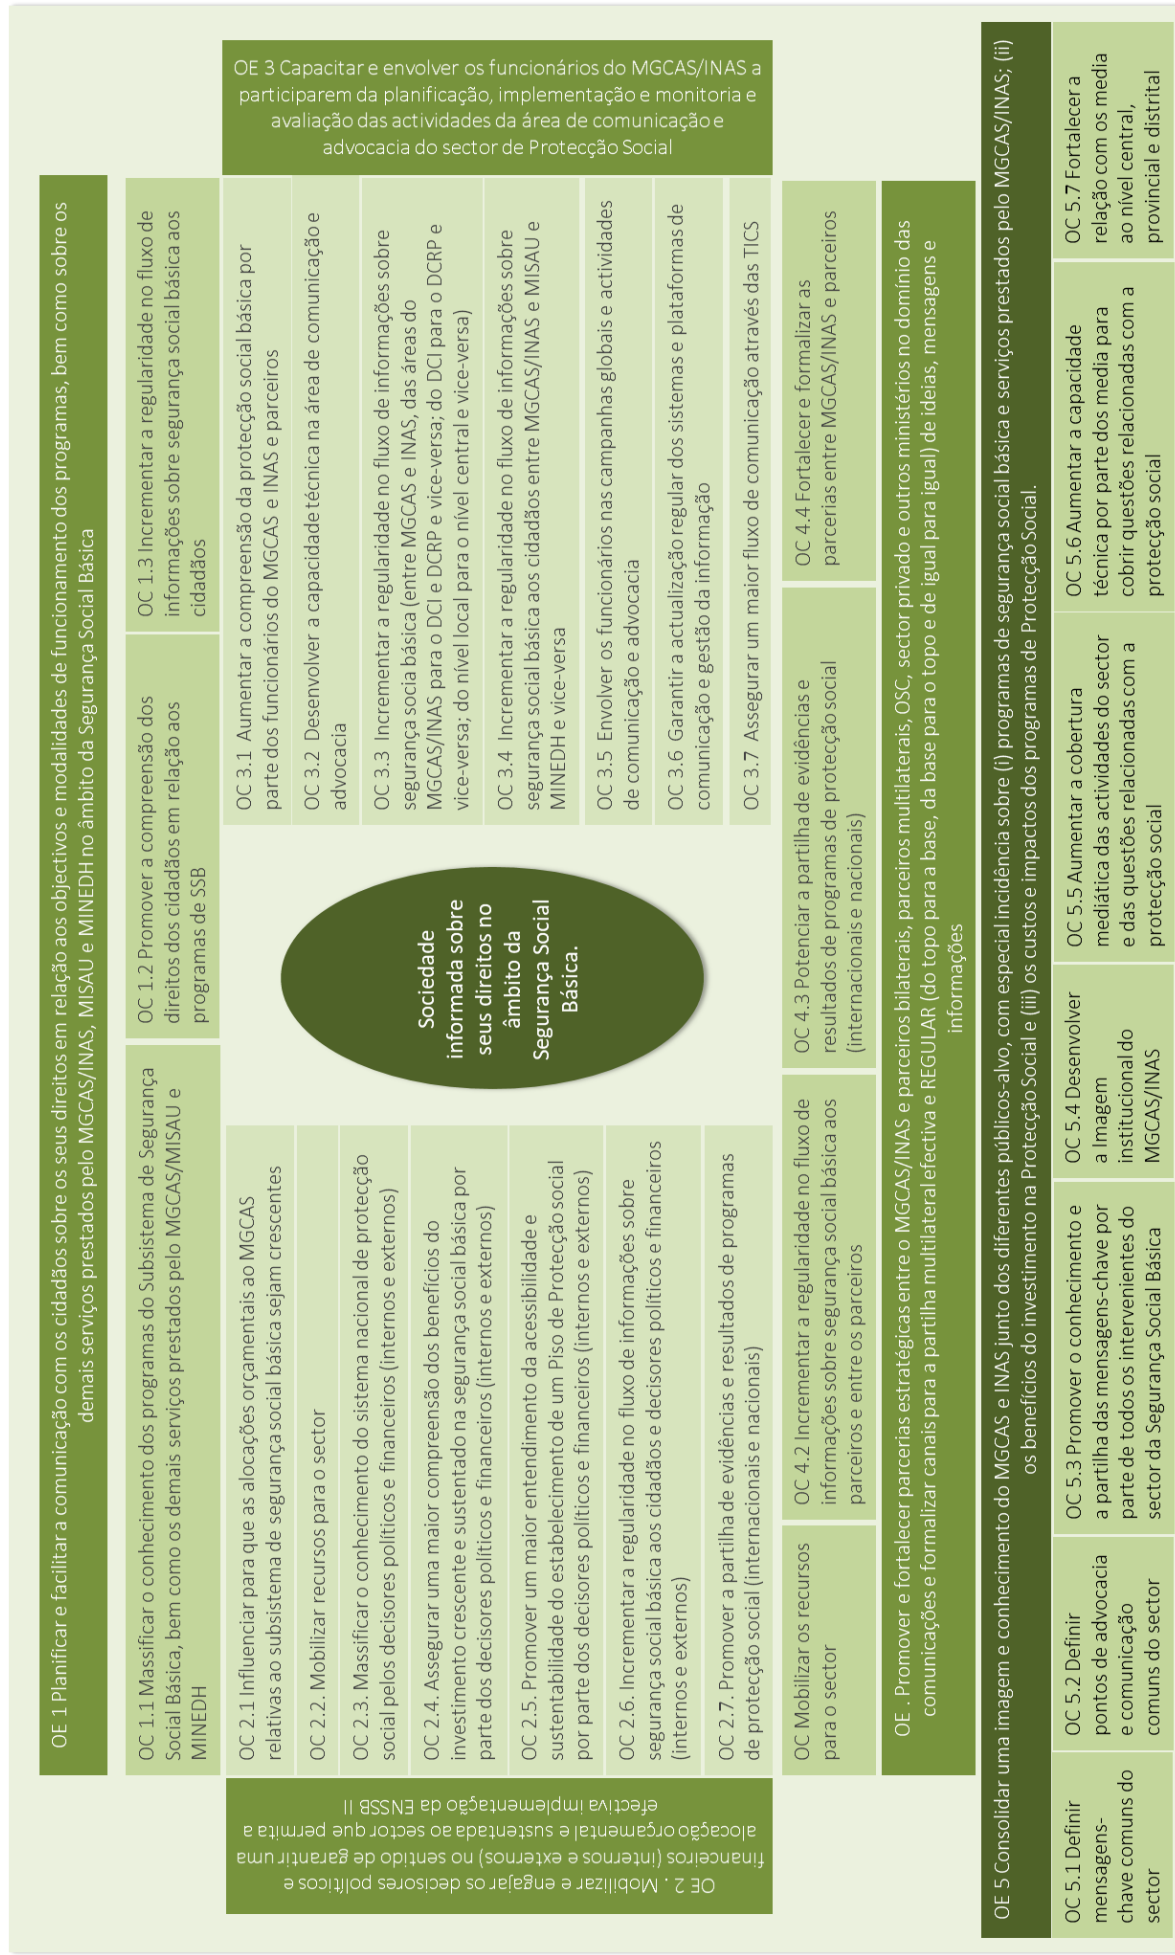 OE 1 Planificar e facilitar a comunicação com os cidadãos sobre os seus direitos em relação aos objectivos e modalidades de funcionamento dos programas, bem como sobre os
demais serviços prestados pelo MGCAS/INAS, MISAU e MINEDH no âmbito da Segurança Social Básica
OC 1.1 Massificar o conhecimento dos programas do Subsistema de Segurança
Social Básica, bem como os demais serviços prestados pelo MGCAS/MISAU e
MINEDH
OC 1.2 Promover a compreensão dos
direitos dos cidadãos em relação aos
programas de SSB
OC 1.3 Incrementar a regularidade no fluxo de
informações sobre segurança social básica aos
cidadãos
OE 2 . Mobilizar e engajar os decisores políticos e
financeiros (internos e externos) no sentido de garantir uma
alocação orçamental e sustentada ao sector que permita a
efectiva implementação da ENSSB II
OC 2.1 Influenciar para que as alocações orçamentais ao MGCAS
relativas ao subsistema de segurança social básica sejam crescentes
OC 2.2. Mobilizar recursos para o sector
OC 2.3. Massificar o conhecimento do sistema nacional de protecção
social pelos decisores políticos e financeiros (internos e externos)
OC 2.4. Assegurar uma maior compreensão dos benefícios do
investimento crescente e sustentado na segurança social básica por
parte dos decisores políticos e financeiros (internos e externos)
OC 2.5. Promover um maior entendimento da acessibilidade e
sustentabilidade do estabelecimento de um Piso de Protecção social
por parte dos decisores políticos e financeiros (internos e externos)
OC 2.6. Incrementar a regularidade no fluxo de informações sobre
segurança social básica aos cidadãos e decisores políticos e financeiros
(internos e externos)
OC 2.7. Promover a partilha de evidências e resultados de programas
de protecção social (internacionais e nacionais)
Sociedade
informada sobre
seus direitos no
âmbito da
Segurança Social
Básica.
OC 3.1 Aumentar a compreensão da protecção social básica por
parte dos funcionários do MGCAS e INAS e parceiros
OC 3.2 Desenvolver a capacidade técnica na área de comunicação e
advocacia
OC 3.3 Incrementar a regularidade no fluxo de informações sobre
segurança socia básica (entre MGCAS e INAS, das áreas do
MGCAS/INAS para o DCI e DCRP e vice-versa; do DCI para o DCRP e
vice-versa; do nível local para o nível central e vice-versa)
OC 3.4 Incrementar a regularidade no fluxo de informações sobre
segurança social básica aos cidadãos entre MGCAS/INAS e MISAU e
MINEDH e vice-versa
OC 3.5 Envolver os funcionários nas campanhas globais e actividades
de comunicação e advocacia
OC 3.6 Garantir a actualização regular dos sistemas e plataformas de
comunicação e gestão da informação
OC 3.7 Assegurar um maior fluxo de comunicação através das TICS
OE 3 Capacitar e envolver os funcionários do MGCAS/INAS a
participarem da planificação, implementação e monitoria e
avaliação das actividades da área de comunicação e
advocacia do sector de Protecção Social
OC Mobilizar os recursos
para o sector
OC 4.2 Incrementar a regularidade no fluxo de
informações sobre segurança social básica aos
parceiros e entre os parceiros
OC 4.3 Potenciar a partilha de evidências e
resultados de programas de protecção social
(internacionais e nacionais)
OC 4.4 Fortalecer e formalizar as
parcerias entre MGCAS/INAS e parceiros
OE . Promover e fortalecer parcerias estratégicas entre o MGCAS/INAS e parceiros bilaterais, parceiros multilaterais, OSC, sector privado e outros ministérios no domínio das
comunicações e formalizar canais para a partilha multilateral efectiva e REGULAR (do topo para a base, da base para o topo e de igual para igual) de ideias, mensagens e
informações
OE 5 Consolidar uma imagem e conhecimento do MGCAS e INAS junto dos diferentes públicos-alvo, com especial incidência sobre (i) programas de segurança social básica e serviços prestados pelo MGCAS/INAS; (ii)
os benefícios do investimento na Protecção Social e (iii) os custos e impactos dos programas de Protecção Social.
OC 5.1 Definir
mensagens-
chave comuns do
sector
OC 5.2 Definir
pontos de advocacia
e comunicação
comuns do sector
OC 5.3 Promover o conhecimento e
a partilha das mensagens-chave por
parte de todos os intervenientes do
sector da Segurança Social Básica
OC 5.4 Desenvolver
a Imagem
institucional do
MGCAS/INAS
OC 5.5 Aumentar a cobertura
mediática das actividades do sector
e das questões relacionadas com a
protecção social
OC 5.6 Aumentar a capacidade
técnica por parte dos media para
cobrir questões relacionadas com a
protecção social
OC 5.7 Fortalecer a
relação com os media
ao nível central,
provincial e distrital